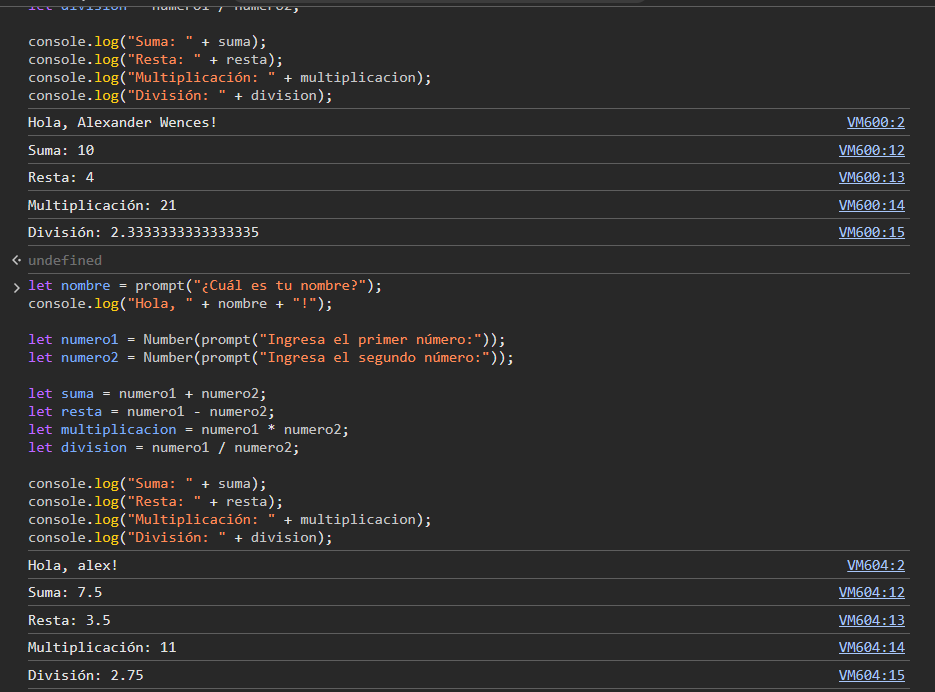 let division = numero1 / numero2;
console.log("Suma: " + suma);
console.log("Resta: " + resta);
console.log("Multiplicación: " + multiplicacion);
console.log("División: " + division);
Hola, Alexander Wences! VM600:2
Suma: 10 VM600:12
Resta: 4 VM600:13
Multiplicación: 21 VM600:14
División: 2.3333333333333335 VM600:15
undefined
let nombre = prompt("¿Cuál es tu nombre?");
console.log("Hola, " + nombre + "!");
let numero1 = Number(prompt("Ingresa el primer número:"));
let numero2 = Number(prompt("Ingresa el segundo número:"));
let suma = numero1 + numero2;
let resta = numero1 - numero2;
let multiplicacion = numero1 * numero2;
let division = numero1 / numero2;
console.log("Suma: " + suma);
console.log("Resta: " + resta);
console.log("Multiplicación: " + multiplicacion);
console.log("División: " + division);
Hola, alex! VM604:2
Suma: 7.5 VM604:12
Resta: 3.5 VM604:13
Multiplicación: 11 VM604:14
División: 2.75 VM604:15